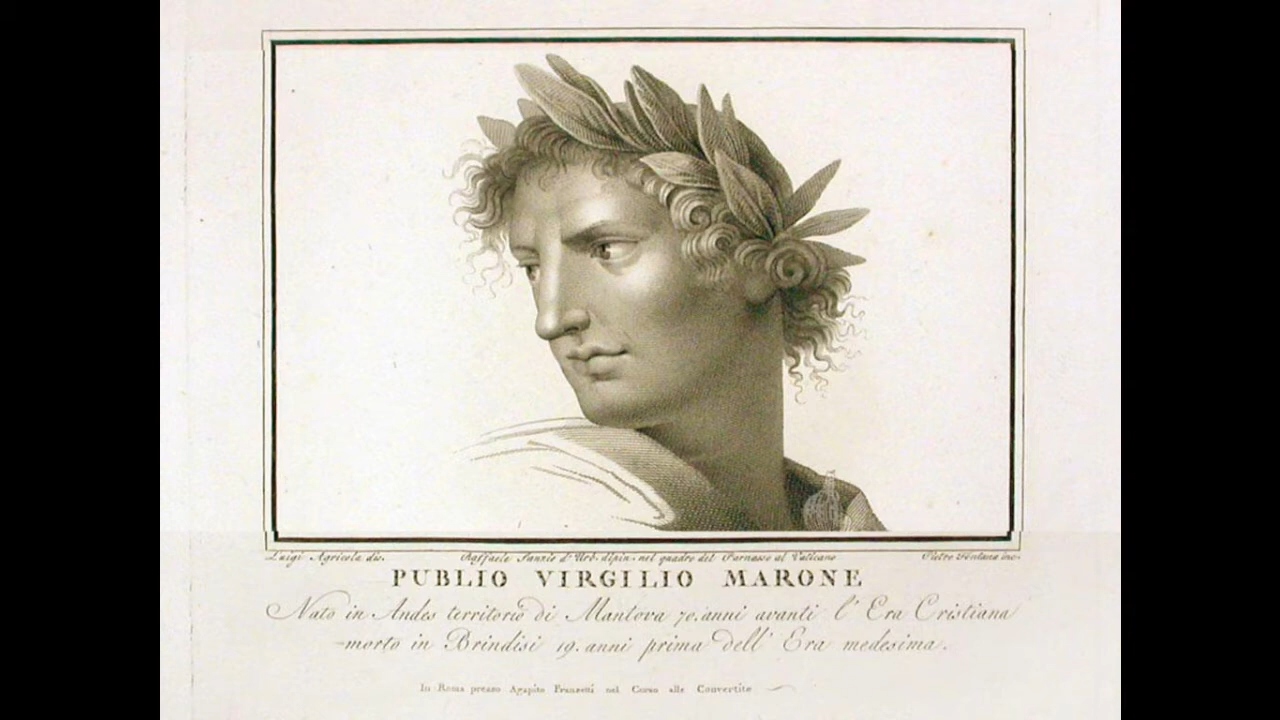 Luigi Agricola dis. Raffaele Sanzio d'Urb. dipin. nel quadro del Parnasso al Vaticano Pietro Fontana inc.
PUBLIO VIRGILIO MARONE
Nato in Andes territorio di Mantova 70. anni avanti l' Era Cristiana
morto in Brindisi 19. anni prima dell' Era medesima.
In Roma presso Agapito Franzetti nel Corso alle Convertite